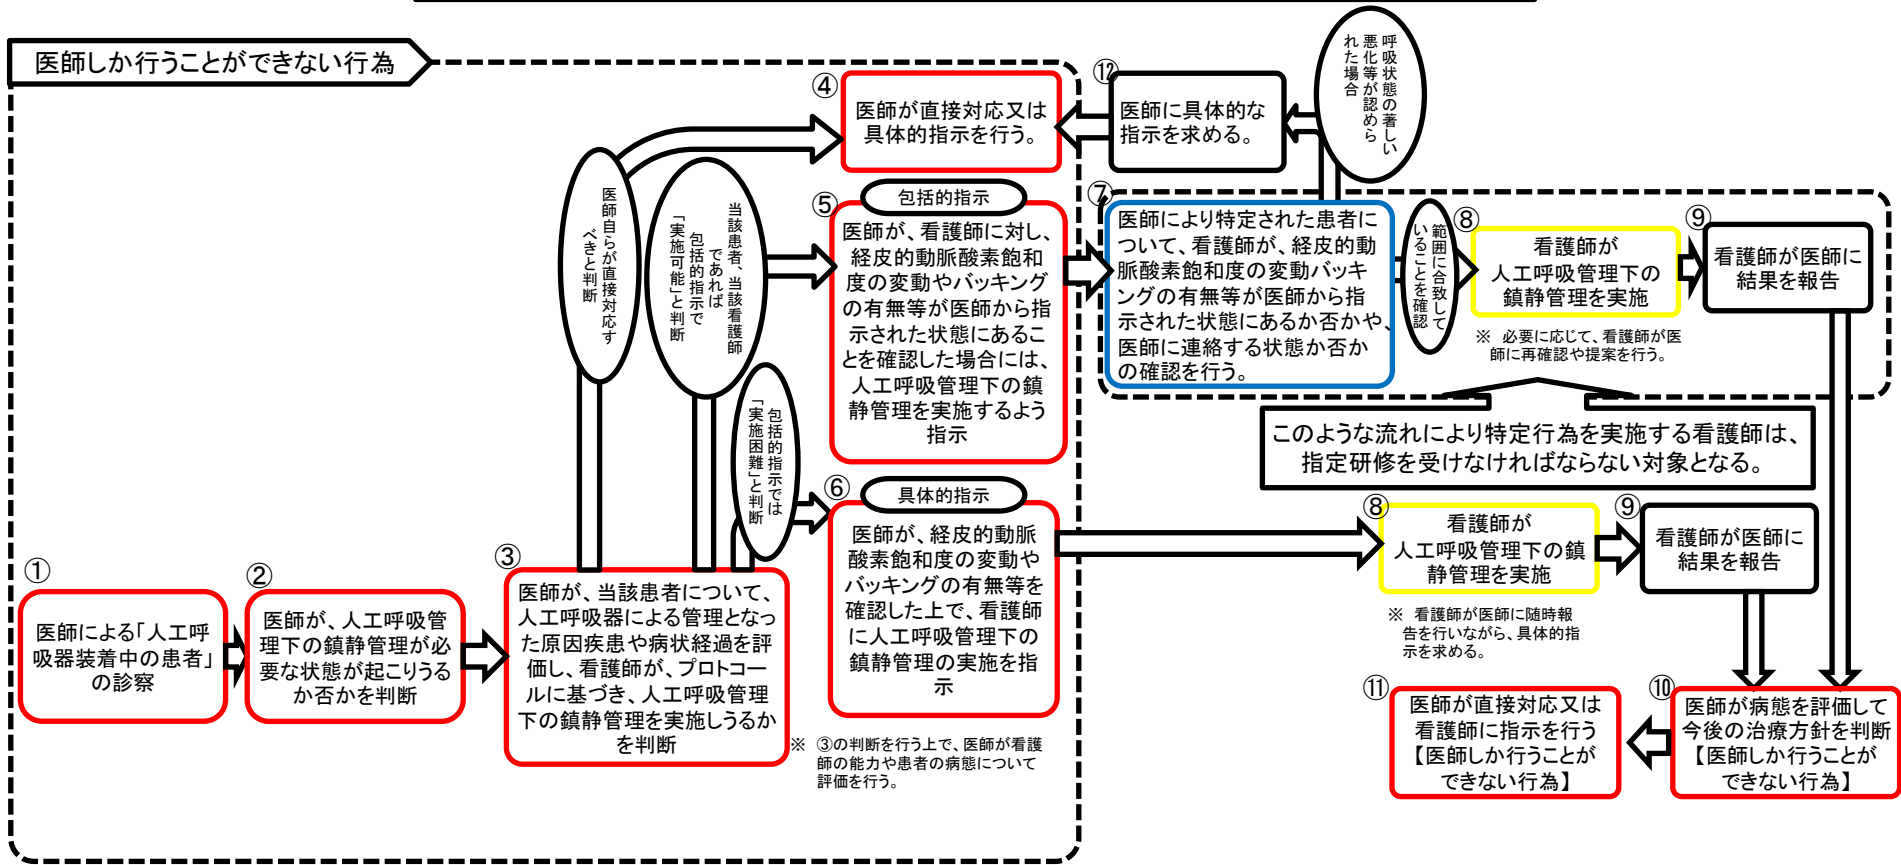 医師しか行うことができない行為
①
医師による「人工呼
吸器装着中の患者」
の診察
②
医師が、人工呼吸管
理下の鎮静管理が必
要な状態が起こりうる
か否かを判断
③
医師が、当該患者について、
人工呼吸器による管理となっ
た原因疾患や病状経過を評
価し、看護師が、プロトコー
ルに基づき、人工呼吸管理
下の鎮静管理を実施しうるか
を判断
※ ③の判断を行う上で、医師が看護
師の能力や患者の病態について
評価を行う。
医師自らが直接対応す
べきと判断
当該患者、当該看護師
であれば
包括的指示で
「実施可能」と判断
包括的指示では
「実施困難」と判断
④
医師が直接対応又は
具体的指示を行う。
⑤
包括的指示
医師が、看護師に対し、
経皮的動脈酸素飽和
度の変動やバッキング
の有無等が医師から指
示された状態にあるこ
とを確認した場合には、
人工呼吸管理下の鎮
静管理を実施するよう
指示
⑥
具体的指示
医師が、経皮的動脈
酸素飽和度の変動や
バッキングの有無等を
確認した上で、看護師
に人工呼吸管理下の
鎮静管理の実施を指
示
⑫
医師に具体的な
指示を求める。
呼吸状態の著しい
悪化等が認めら
れた場合
⑦
医師により特定された患者に
ついて、看護師が、経皮的動
脈酸素飽和度の変動バッキ
ングの有無等が医師から指
示された状態にあるか否かや、
医師に連絡する状態か否か
の確認を行う。
範囲に合致して
いることを確認
⑧
看護師が
人工呼吸管理下の
鎮静管理を実施
※ 必要に応じて、看護師が医
師に再確認や提案を行う。
⑨
看護師が医師に
結果を報告
このような流れにより特定行為を実施する看護師は、
指定研修を受けなければならない対象となる。
⑧
看護師が
人工呼吸管理下の鎮
静管理を実施
※ 看護師が医師に随時報
告を行いながら、具体的指
示を求める。
⑨
看護師が医師に
結果を報告
⑩
医師が病態を評価して
今後の治療方針を判断
【医師しか行うことが
できない行為】
⑪
医師が直接対応又は
看護師に指示を行う
【医師しか行うことが
できない行為】